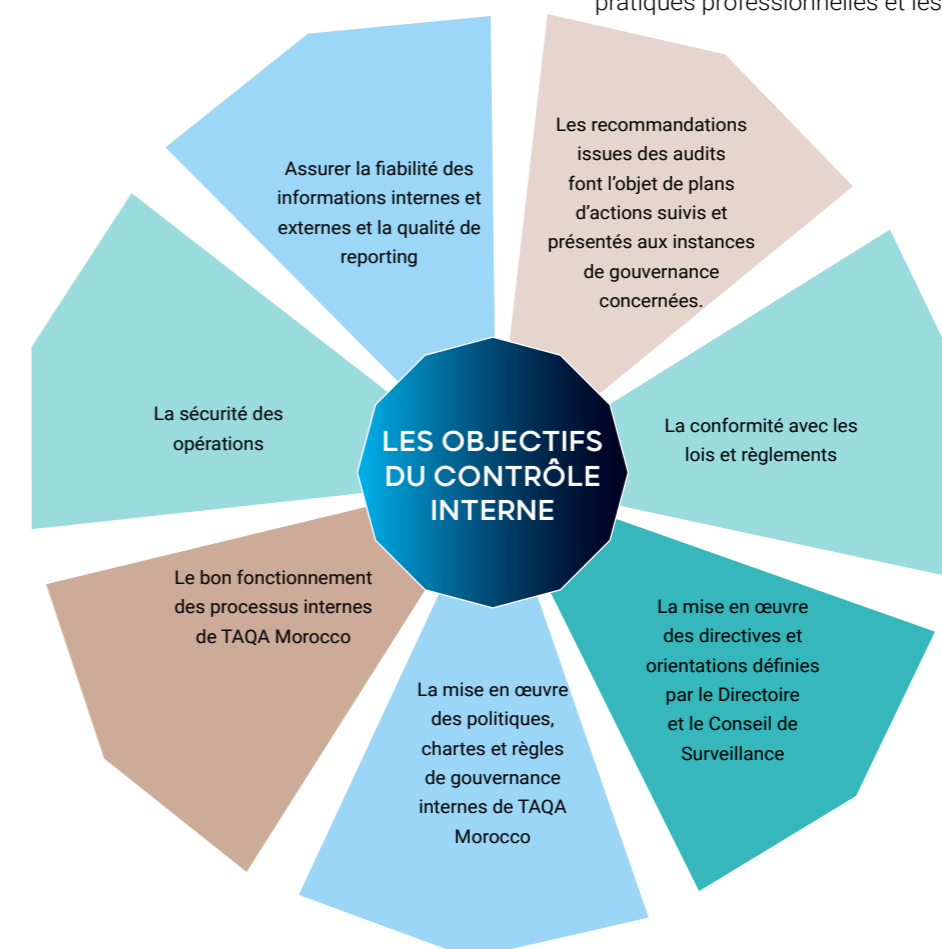 pratiques professionnelles et les
Assurer la fiabilité des
informations internes et
externes et la qualité de
reporting
Les recommandations
issues des audits
font l’objet de plans
d’actions suivis et
présentés aux instances
de gouvernance
concernées.
La sécurité des
opérations
LES OBJECTIFS
DU CONTRÔLE
INTERNE
La conformité avec les
lois et règlements
Le bon fonctionnement
des processus internes
de TAQA Morocco
La mise en œuvre
des politiques,
chartes et règles
de gouvernance
internes de TAQA
Morocco
La mise en œuvre
des directives et
orientations définies
par le Directoire
et le Conseil de
Surveillance